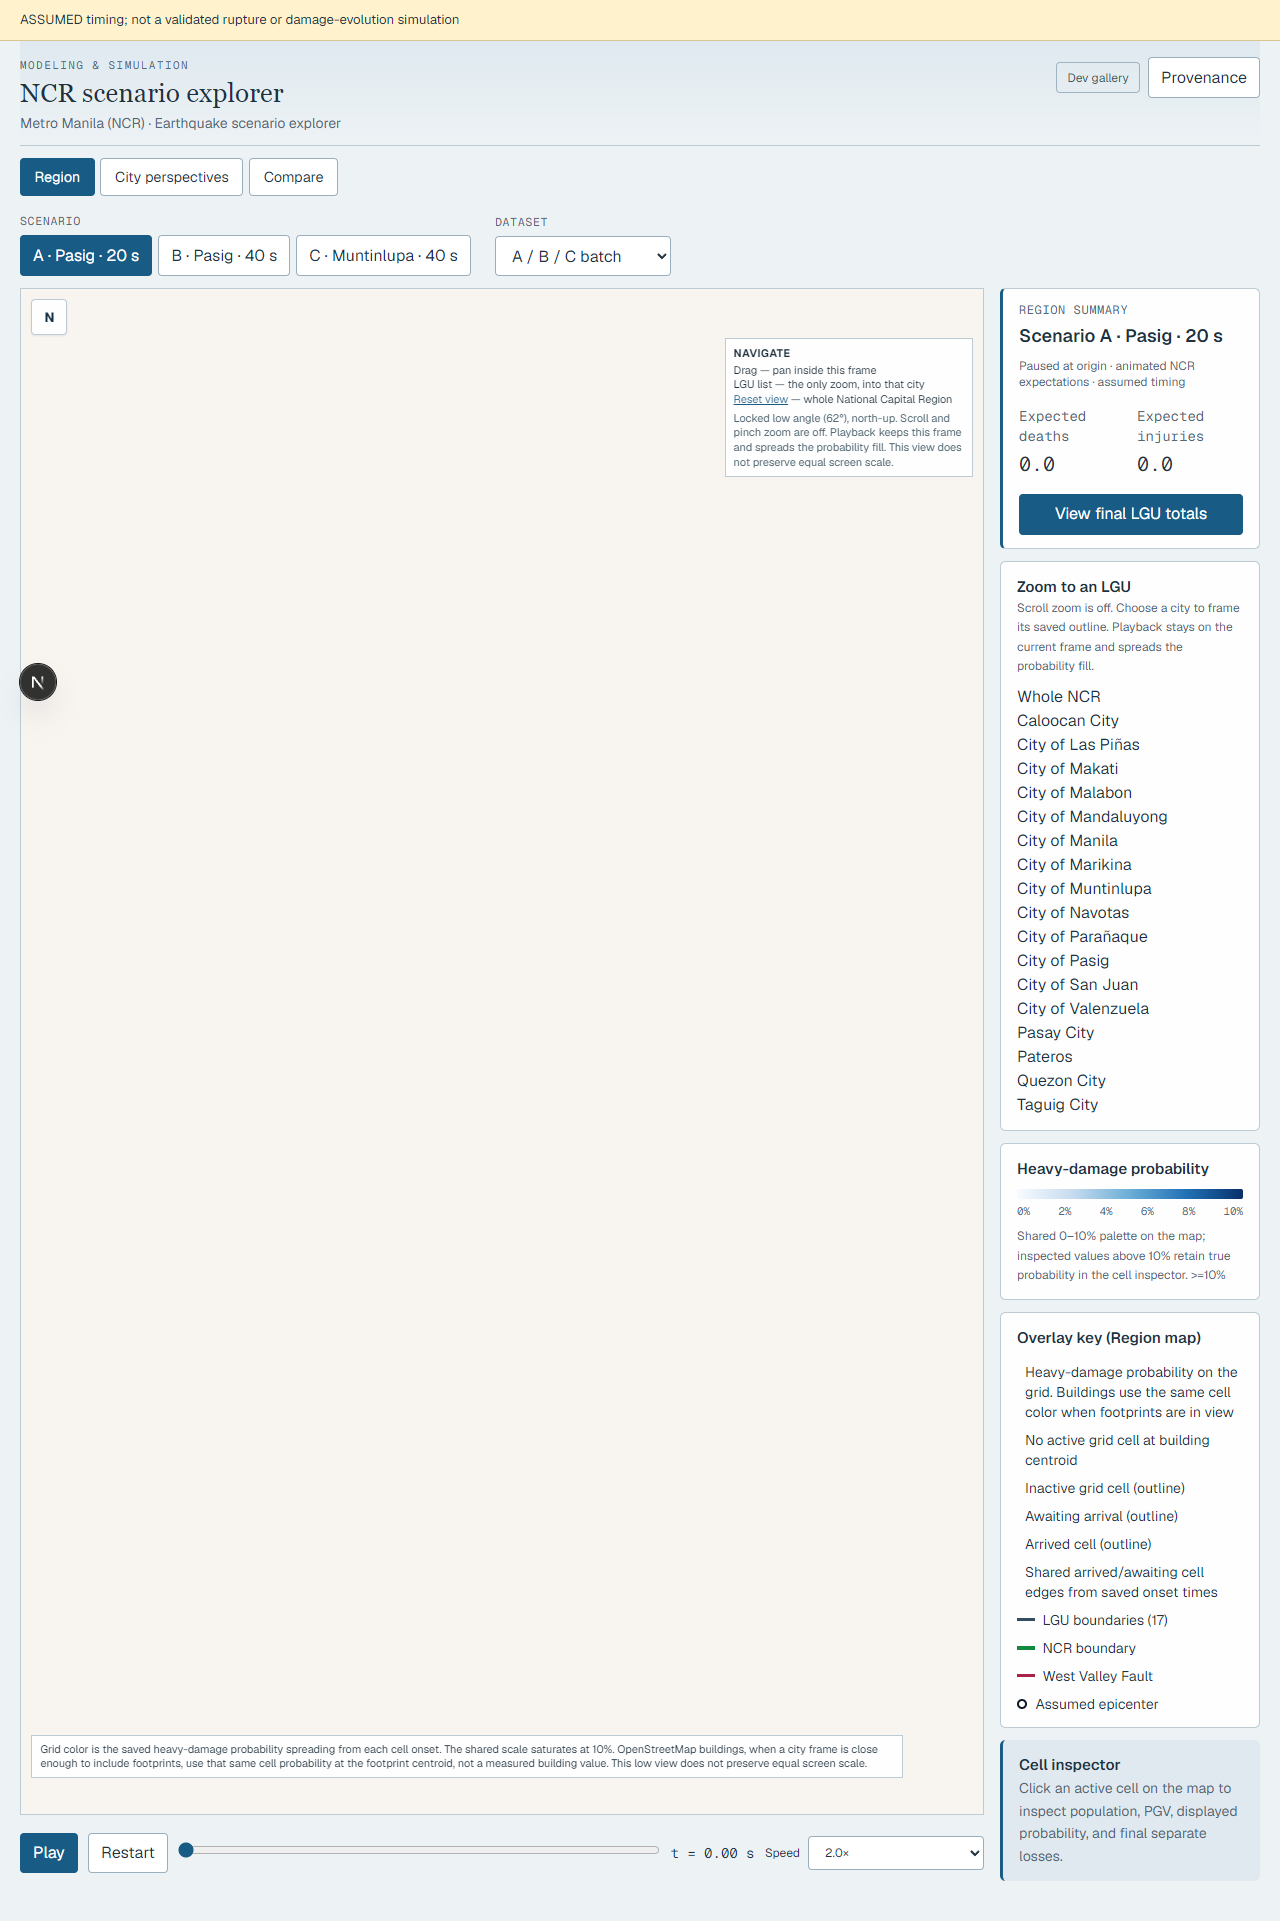 ASSUMED timing; not a validated rupture or damage-evolution simulation
MODELING & SIMULATION
NCR scenario explorer
Metro Manila (NCR) · Earthquake scenario explorer
Dev gallery
Provenance
Region
City perspectives
Compare
SCENARIO
A · Pasig · 20 s
B · Pasig · 40 s
C · Muntinlupa · 40 s
DATASET
A / B / C batch
N
NAVIGATE
Drag — pan inside this frame
LGU list — the only zoom, into that city
Reset view — whole National Capital Region
Locked low angle (62°), north-up. Scroll and
pinch zoom are off. Playback keeps this frame
and spreads the probability fill. This view does
not preserve equal screen scale.
N
Grid color is the saved heavy-damage probability spreading from each cell onset. The shared scale saturates at 10%. OpenStreetMap buildings, when a city frame is close
enough to include footprints, use that same cell probability at the footprint centroid, not a measured building value. This low view does not preserve equal screen scale.
Play
Restart
t = 0.00 s
Speed
2.0×
REGION SUMMARY
Scenario A · Pasig · 20 s
Paused at origin · animated NCR
expectations · assumed timing
Expected
deaths
0.0
Expected
injuries
0.0
View final LGU totals
Zoom to an LGU
Scroll zoom is off. Choose a city to frame
its saved outline. Playback stays on the
current frame and spreads the
probability fill.
Whole NCR
Caloocan City
City of Las Piñas
City of Makati
City of Malabon
City of Mandaluyong
City of Manila
City of Marikina
City of Muntinlupa
City of Navotas
City of Parañaque
City of Pasig
City of San Juan
City of Valenzuela
Pasay City
Pateros
Quezon City
Taguig City
Heavy-damage probability
0% 2% 4% 6% 8% 10%
Shared 0–10% palette on the map;
inspected values above 10% retain true
probability in the cell inspector. >=10%
Overlay key (Region map)
Heavy-damage probability on the
grid. Buildings use the same cell
color when footprints are in view
No active grid cell at building
centroid
Inactive grid cell (outline)
Awaiting arrival (outline)
Arrived cell (outline)
Shared arrived/awaiting cell
edges from saved onset times
LGU boundaries (17)
NCR boundary
West Valley Fault
Assumed epicenter
Cell inspector
Click an active cell on the map to
inspect population, PGV, displayed
probability, and final separate
losses.